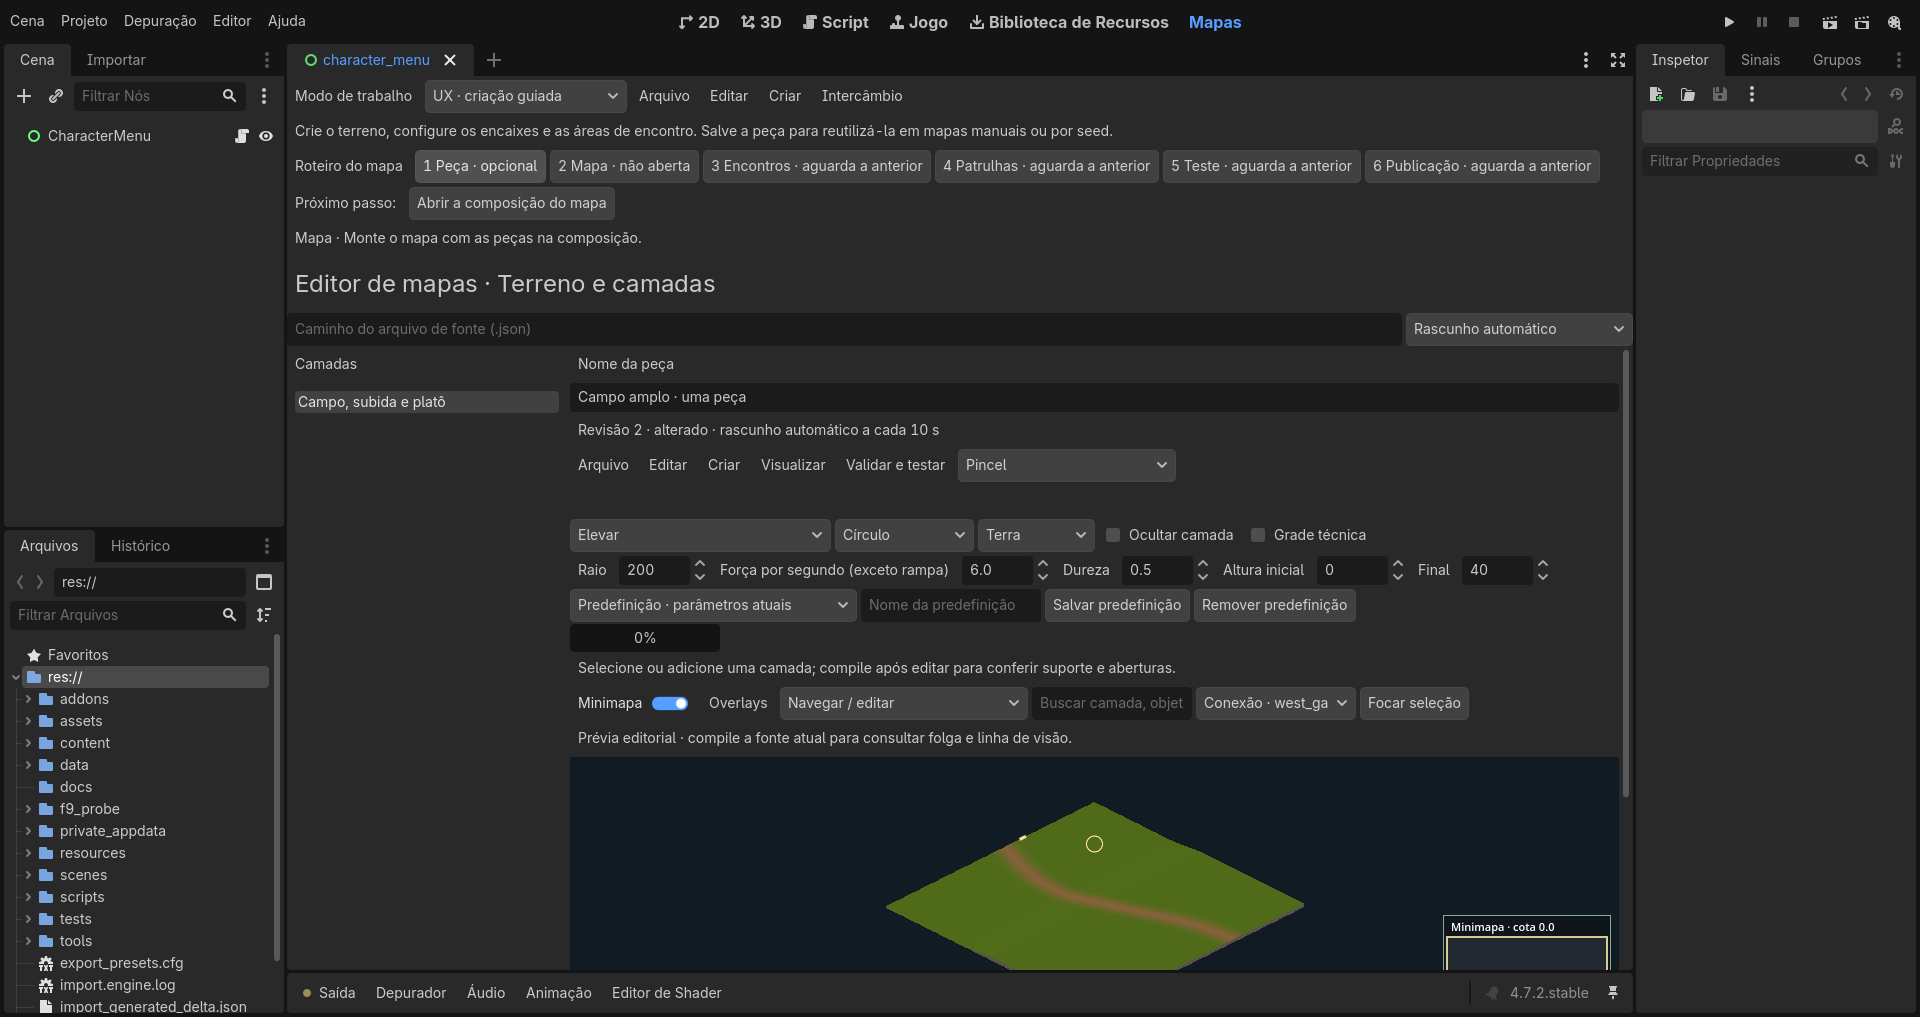 Cena Projeto Depuração Editor Ajuda
2D 3D Script Jogo Biblioteca de Recursos Mapas
Cena Importar
Filtrar Nós
CharacterMenu
character_menu
Modo de trabalho UX · criação guiada Arquivo Editar Criar Intercâmbio
Crie o terreno, configure os encaixes e as áreas de encontro. Salve a peça para reutilizá-la em mapas manuais ou por seed.
Roteiro do mapa 1 Peça · opcional 2 Mapa · não aberta 3 Encontros · aguarda a anterior 4 Patrulhas · aguarda a anterior 5 Teste · aguarda a anterior 6 Publicação · aguarda a anterior
Próximo passo: Abrir a composição do mapa
Mapa · Monte o mapa com as peças na composição.
Editor de mapas · Terreno e camadas
Caminho do arquivo de fonte (.json) Rascunho automático
Camadas
Campo, subida e platô
Nome da peça
Campo amplo · uma peça
Revisão 2 · alterado · rascunho automático a cada 10 s
Arquivo Editar Criar Visualizar Validar e testar Pincel
Elevar Círculo Terra Ocultar camada Grade técnica
Raio 200 Força por segundo (exceto rampa) 6.0 Dureza 0.5 Altura inicial 0 Final 40
Predefinição · parâmetros atuais Nome da predefinição Salvar predefinição Remover predefinição
0%
Selecione ou adicione uma camada; compile após editar para conferir suporte e aberturas.
Minimapa Overlays Navegar / editar Buscar camada, objet Conexão · west_ga Focar seleção
Prévia editorial · compile a fonte atual para consultar folga e linha de visão.
Minimapa · cota 0.0
Arquivos Histórico
res://
Filtrar Arquivos
Favoritos
res://
addons
assets
content
data
docs
f9_probe
private_appdata
resources
scenes
scripts
tests
tools
export_presets.cfg
import.engine.log
import_generated_delta.json
Saída Depurador Áudio Animação Editor de Shader 4.7.2.stable
Inspetor Sinais Grupos
DOC
Filtrar Propriedades